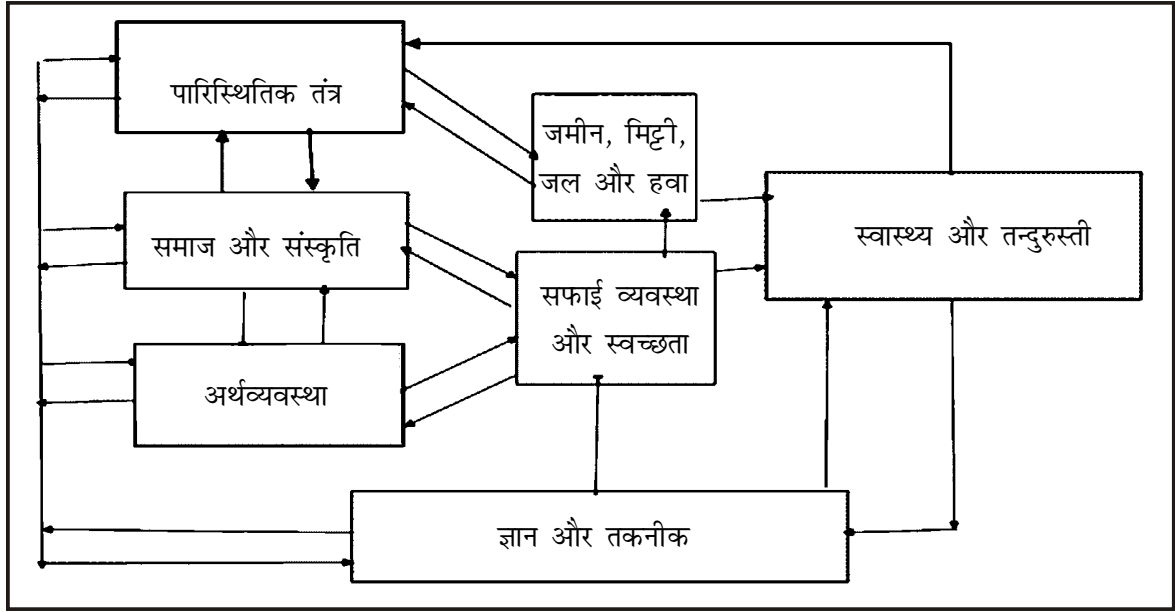 पारिस्थितिक तंत्र
जमीन, मिट्टी,
जल और हवा
समाज और संस्कृति
स्वास्थ्य और तन्दुरुस्ती
सफाई व्यवस्था
और स्वच्छता
अर्थव्यवस्था
ज्ञान और तकनीक